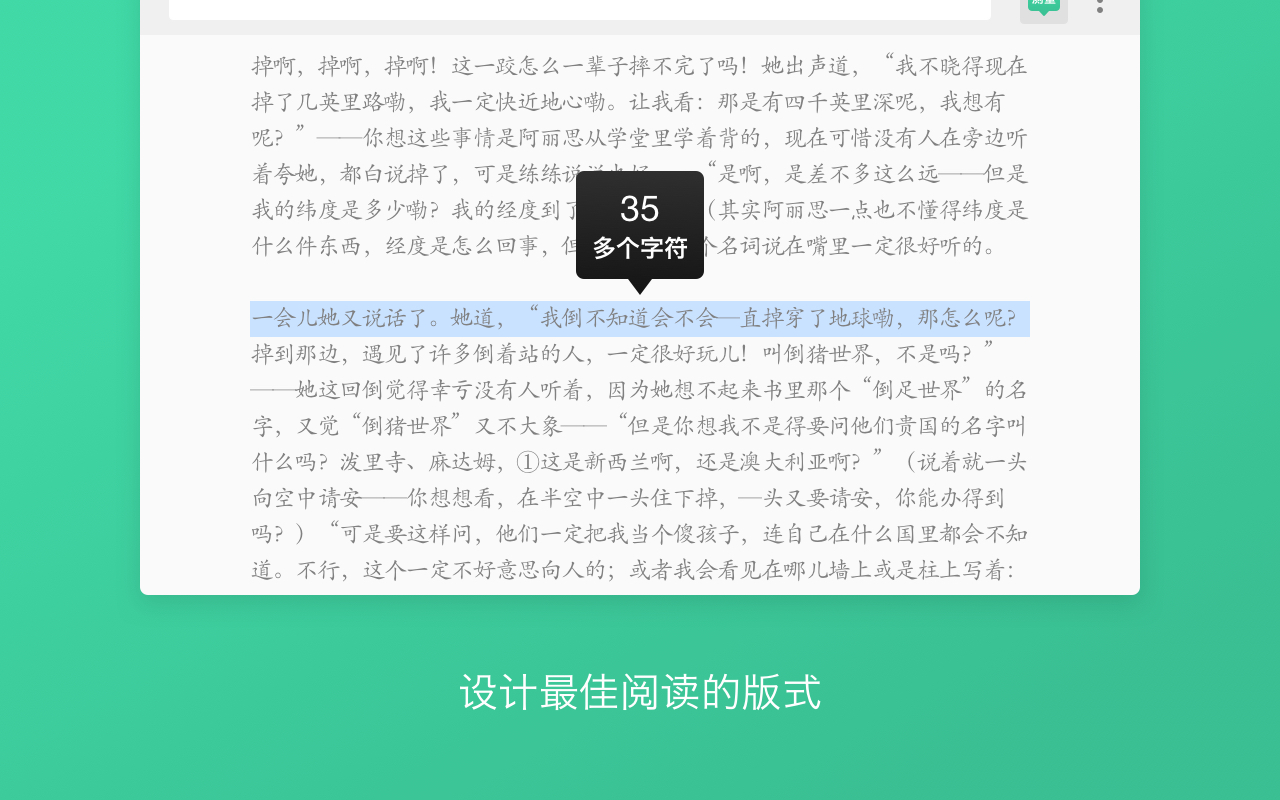 测量
掉啊，掉啊，掉啊！这一跤怎么一辈子摔不完了吗！她出声道，“我不晓得现在
掉了几英里路嘞，我一定快近地心嘞。让我看：那是有四千英里深呢，我想有
呢？”——你想这些事情是阿丽思从学堂里学着背的，现在可惜没有人在旁边听
着夸她，都白说掉了，可是练练说说也好 “是啊，是差不多这么远——但是
我的纬度是多少嘞？我的经度到了 （其实阿丽思一点也不懂得纬度是
什么件东西，经度是怎么回事，但 个名词说在嘴里一定很好听的。
35
多个字符
一会儿她又说话了。她道，“我倒不知道会不会—直掉穿了地球嘞，那怎么呢？
掉到那边，遇见了许多倒着站的人，一定很好玩儿！叫倒猪世界，不是吗？”
——她这回倒觉得幸亏没有人听着，因为她想不起来书里那个“倒足世界”的名
字，又觉“倒猪世界”又不大象——“但是你想我不是得要问他们贵国的名字叫
什么吗？泼里寺、麻达姆，①这是新西兰啊，还是澳大利亚啊？”（说着就一头
向空中请安——你想想看，在半空中一头住下掉，—头又要请安，你能办得到
吗？）“可是要这样问，他们一定把我当个傻孩子，连自己在什么国里都会不知
道。不行，这个一定不好意思向人的；或者我会看见在哪儿墙上或是柱上写着：
设计最佳阅读的版式